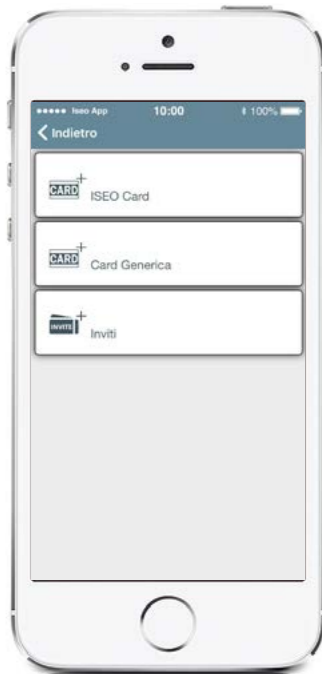 Iseo App 10:00 100%
Indietro
CARD ISEO Card
CARD Card Generica
INVITE Inviti